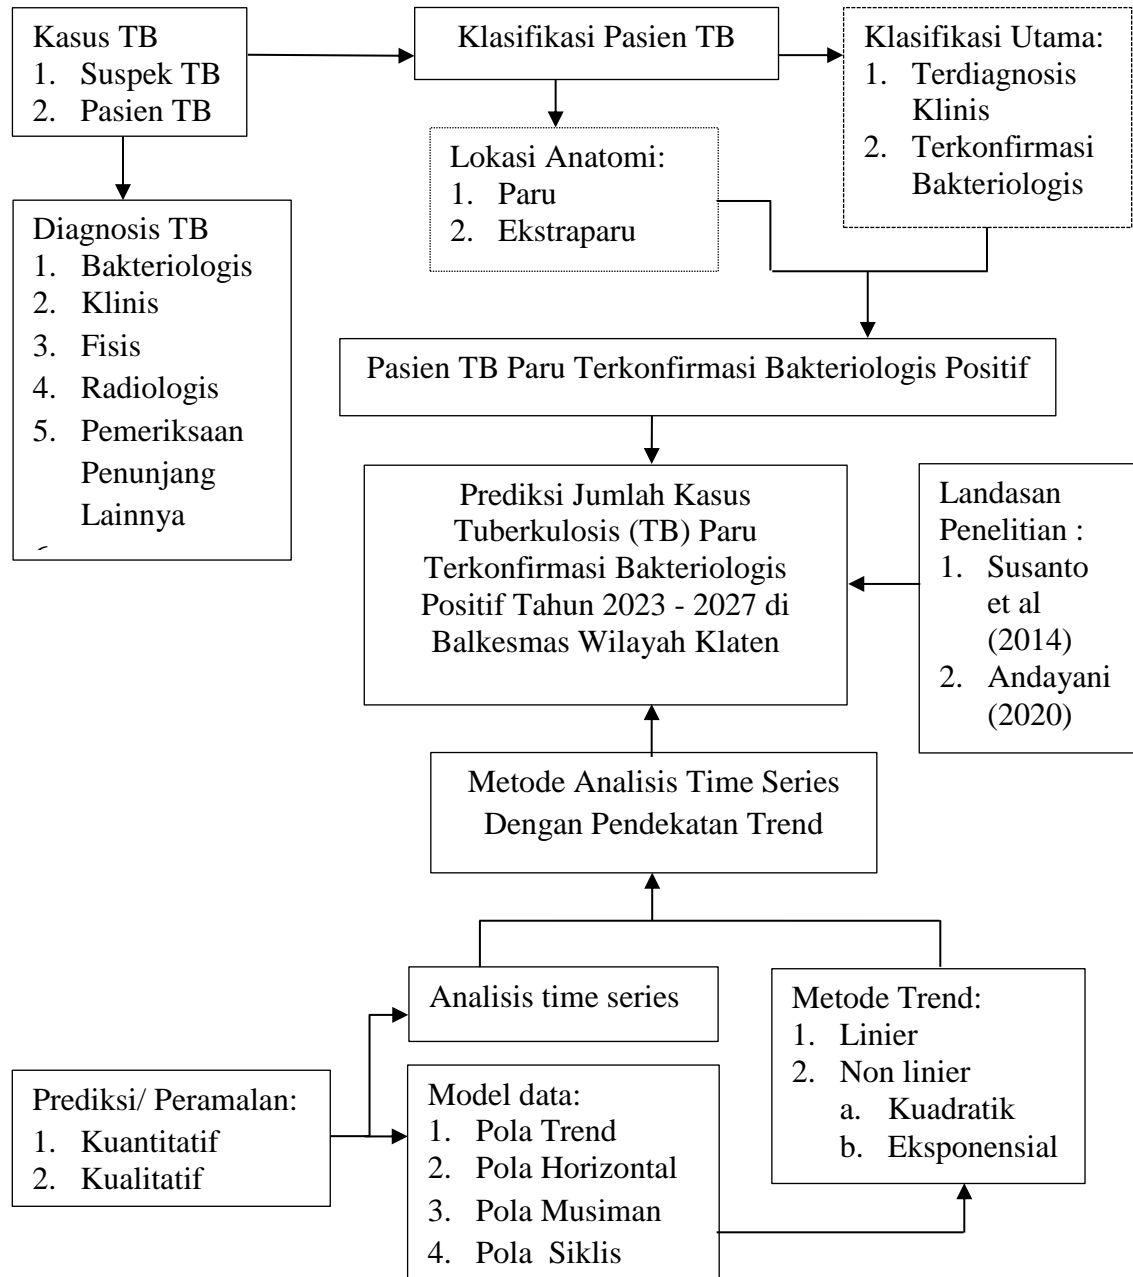 Kasus TB
1. Suspek TB
2. Pasien TB
Klasifikasi Pasien TB
Klasifikasi Utama:
1. Terdiagnosis
Klinis
2. Terkonfirmasi
Bakteriologis
Lokasi Anatomi:
1. Paru
2. Ekstraparu
Diagnosis TB
1. Bakteriologis
2. Klinis
3. Fisis
4. Radiologis
5. Pemeriksaan
Penunjang
Lainnya
Pasien TB Paru Terkonfirmasi Bakteriologis Positif
Prediksi Jumlah Kasus
Tuberkulosis (TB) Paru
Terkonfirmasi Bakteriologis
Positif Tahun 2023 - 2027 di
Balkesmas Wilayah Klaten
Landasan
Penelitian :
1. Susanto
et al
(2014)
2. Andayani
(2020)
Metode Analisis Time Series
Dengan Pendekatan Trend
Analisis time series
Metode Trend:
1. Linier
2. Non linier
a. Kuadratik
b. Eksponensial
Prediksi/ Peramalan:
1. Kuantitatif
2. Kualitatif
Model data:
1. Pola Trend
2. Pola Horizontal
3. Pola Musiman
4. Pola Siklis